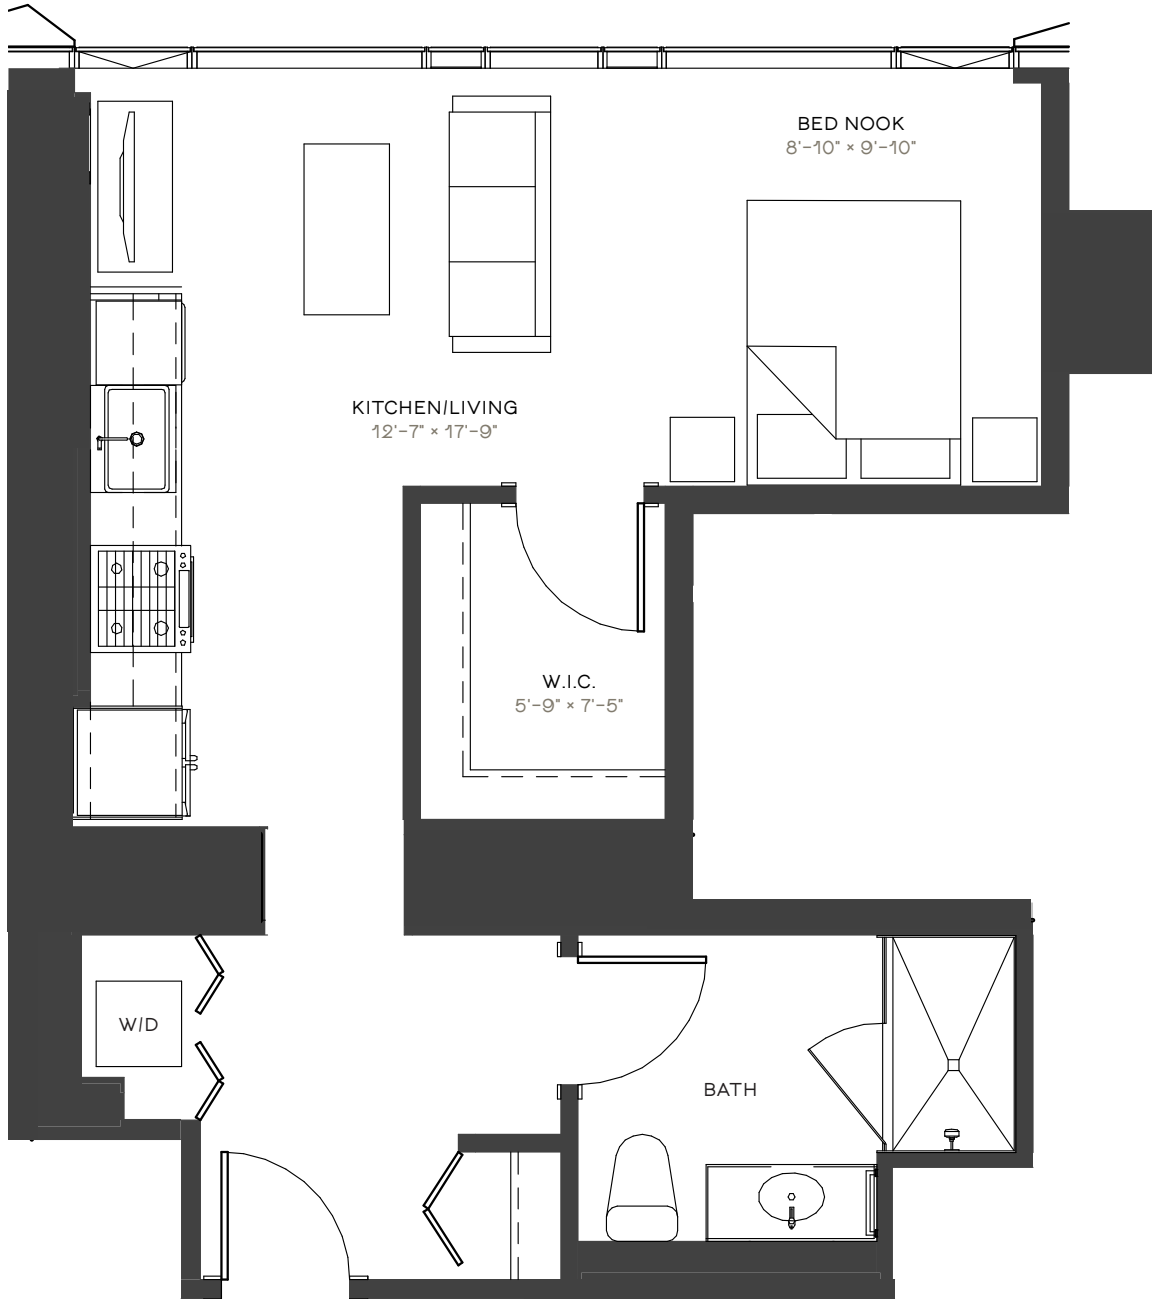 BED NOOK
8'-10" × 9'-10"
KITCHEN/LIVING
12'-7" × 17'-9"
W.I.C.
5'-9" × 7'-5"
W/D
BATH